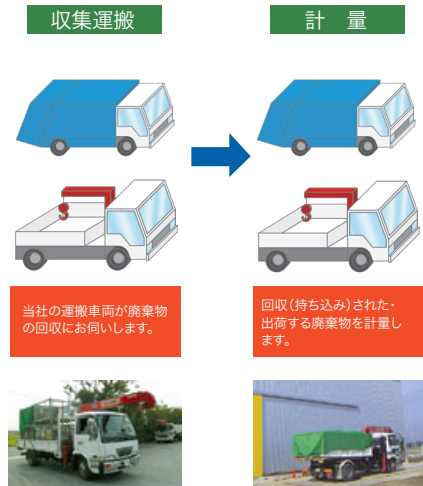 収集運搬
計　量
当社の運搬車両が廃棄物
の回収にお伺いします。
回収（持ち込み）された・
出荷する廃棄物を計量し
ます。